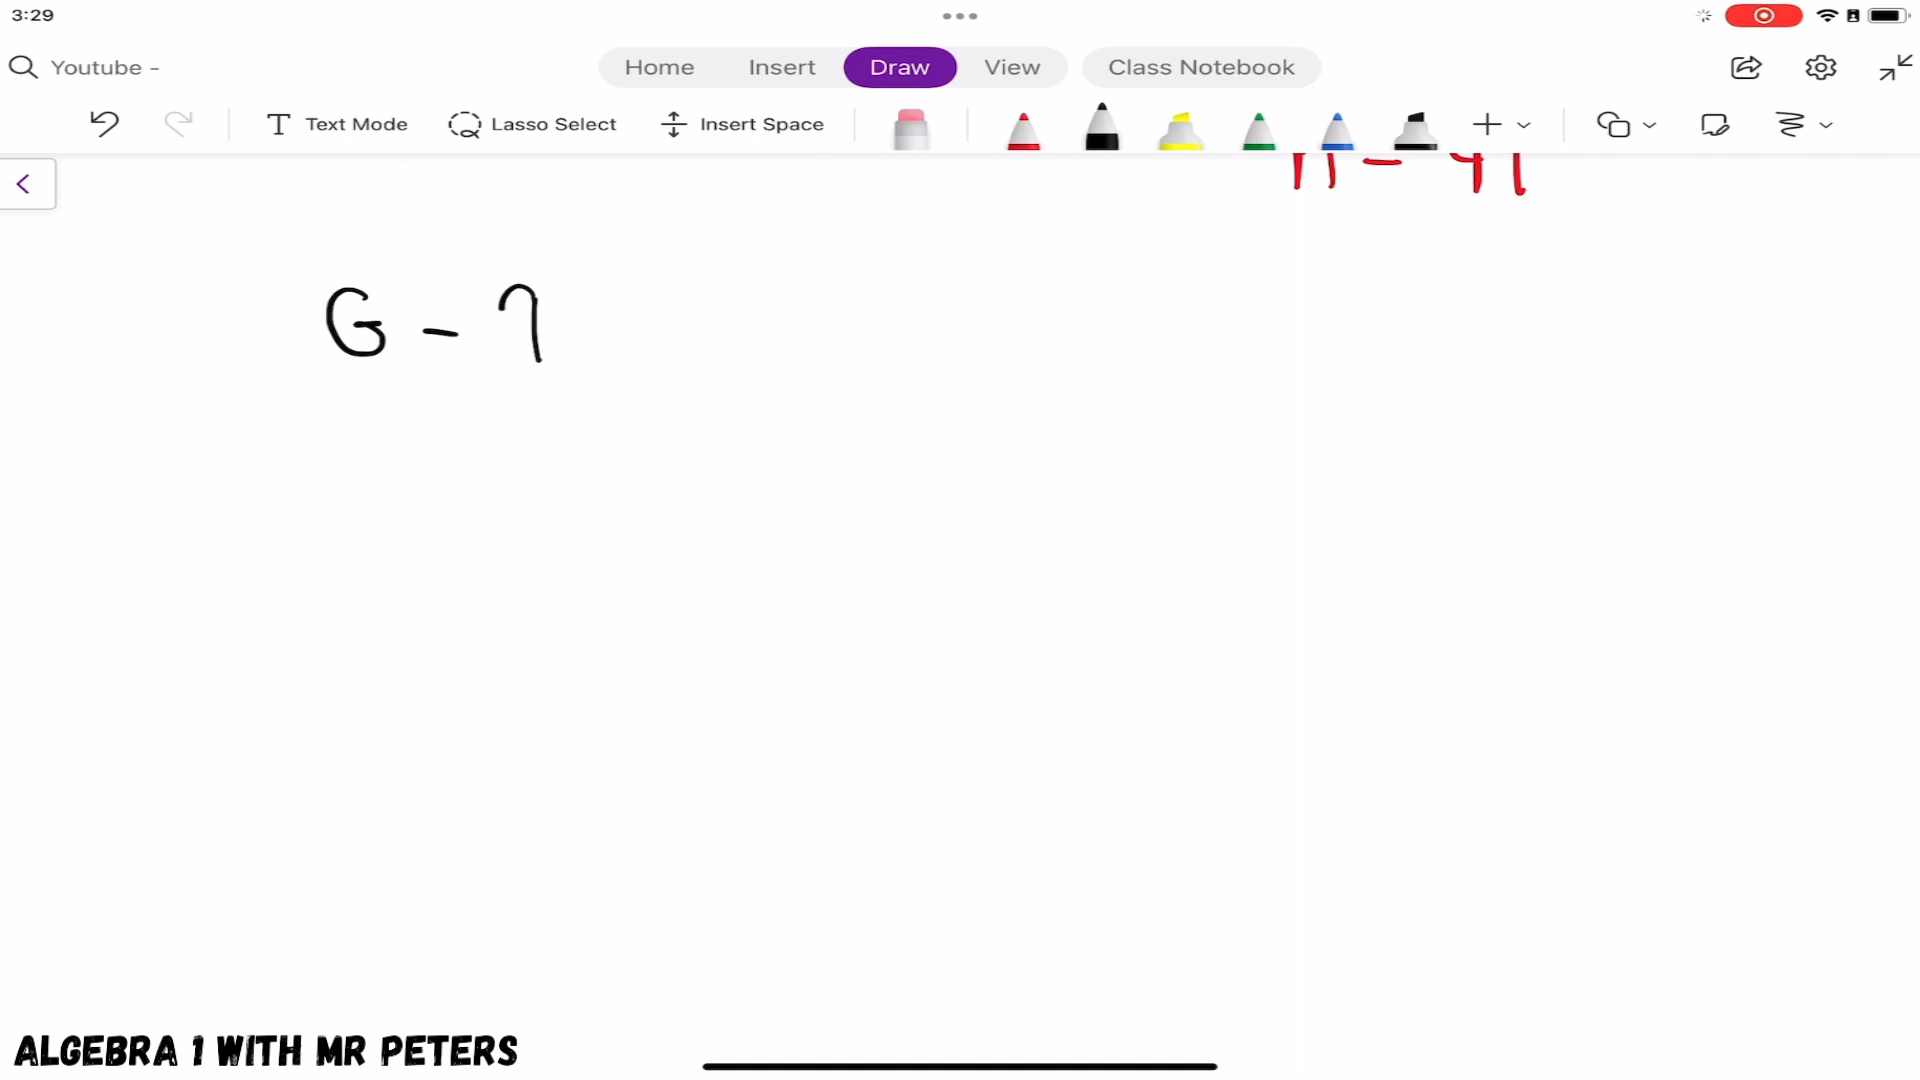 3:29
Youtube -
Home Insert Draw View Class Notebook
Text Mode Lasso Select Insert Space
G - 7
ALGEBRA 1 WITH MR PETERS